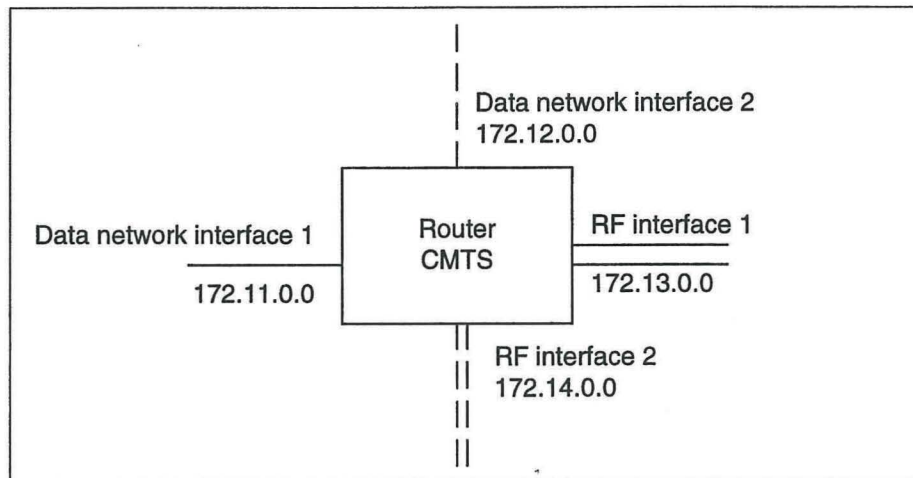 Data network interface 2
172.12.0.0
Data network interface 1
172.11.0.0
Router
CMTS
RF interface 1
172.13.0.0
RF interface 2
172.14.0.0